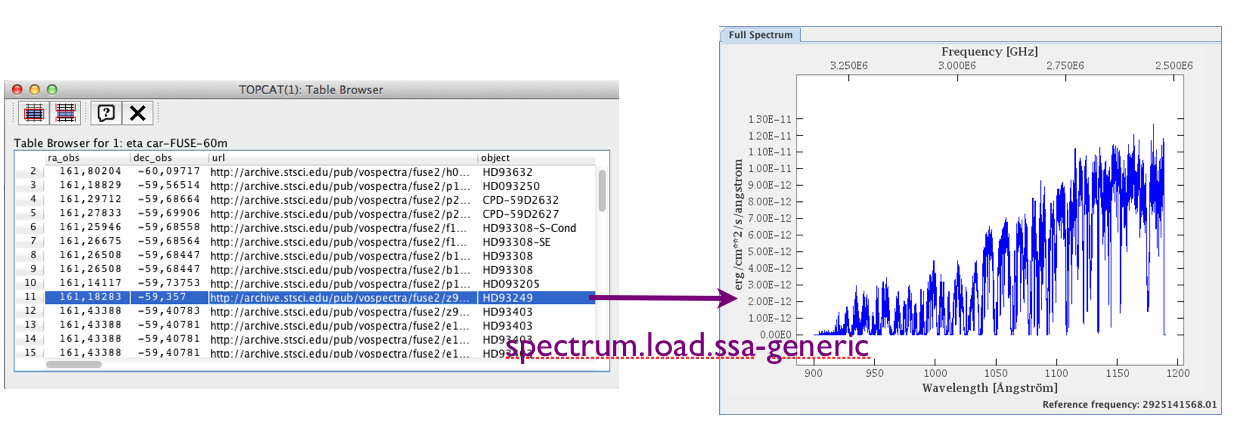 TOPCAT(1): Table Browser
Table Browser for 1: eta car-FUSE-60m
ra_obs dec_obs url object
2 161,80204 -60,09717 http://archive.stsci.edu/pub/vospectra/fuse2/h0... HD93632
3 161,18829 -59,56514 http://archive.stsci.edu/pub/vospectra/fuse2/p1... HD093250
4 161,29712 -59,68664 http://archive.stsci.edu/pub/vospectra/fuse2/p2... CPD-59D2632
5 161,27833 -59,69906 http://archive.stsci.edu/pub/vospectra/fuse2/p2... CPD-59D2627
6 161,25946 -59,68558 http://archive.stsci.edu/pub/vospectra/fuse2/f1... HD93308-S-Cond
7 161,26675 -59,68564 http://archive.stsci.edu/pub/vospectra/fuse2/f1... HD93308-SE
8 161,26508 -59,68447 http://archive.stsci.edu/pub/vospectra/fuse2/b1... HD93308
9 161,26508 -59,68447 http://archive.stsci.edu/pub/vospectra/fuse2/b1... HD93308
10 161,14117 -59,73753 http://archive.stsci.edu/pub/vospectra/fuse2/p1... HD093205
11 161,18283 -59,357 http://archive.stsci.edu/pub/vospectra/fuse2/z9... HD93249
12 161,43388 -59,40783 http://archive.stsci.edu/pub/vospectra/fuse2/z9... HD93403
13 161,43388 -59,40781 http://archive.stsci.edu/pub/vospectra/fuse2/e1... HD93403
14 161,43388 -59,40781 http://archive.stsci.edu/pub/vospectra/fuse2/e1... HD93403
15 161,43388 -59,40781 http://archive.stsci.edu/pub/vospectra/fuse2/e1...
spectrum.load.ssa-generic
Full Spectrum
Frequency [GHz]
3.250E6 3.000E6 2.750E6 2.500E6
erg/cm**2/s/angstrom
1.30E-11
1.20E-11
1.10E-11
1.00E-11
9.00E-12
8.00E-12
7.00E-12
6.00E-12
5.00E-12
4.00E-12
3.00E-12
2.00E-12
1.00E-12
0.00E0
900 950 1000 1050 1100 1150 1200
Wavelength [Ångström]
Reference frequency: 2925141568.01